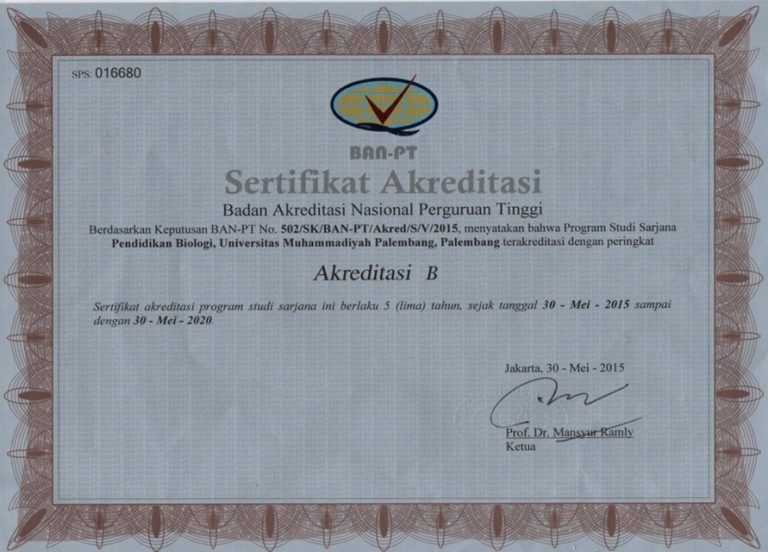 SPS: 016680
BAN-PT
Sertifikat Akreditasi
Badan Akreditasi Nasional Perguruan Tinggi
Berdasarkan Keputusan BAN-PT No. 502/SK/BAN-PT/Akred/S/V/2015, menyatakan bahwa Program Studi Sarjana
Pendidikan Biologi, Universitas Muhammadiyah Palembang, Palembang terakreditasi dengan peringkat
Akreditasi B
Sertifikat akreditasi program studi sarjana ini berlaku 5 (lima) tahun, sejak tanggal 30 - Mei - 2015 sampai
dengan 30 - Mei - 2020.
Jakarta, 30 - Mei - 2015
Prof. Dr. Mansyur Ramly
Ketua